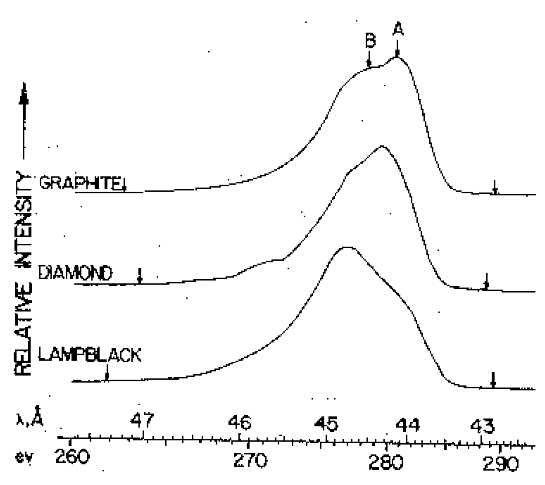 B A
RELATIVE INTENSITY
GRAPHITE
DIAMOND
LAMPBLACK
λ,Å 47 46 45 44 43
ev 260 270 280 290